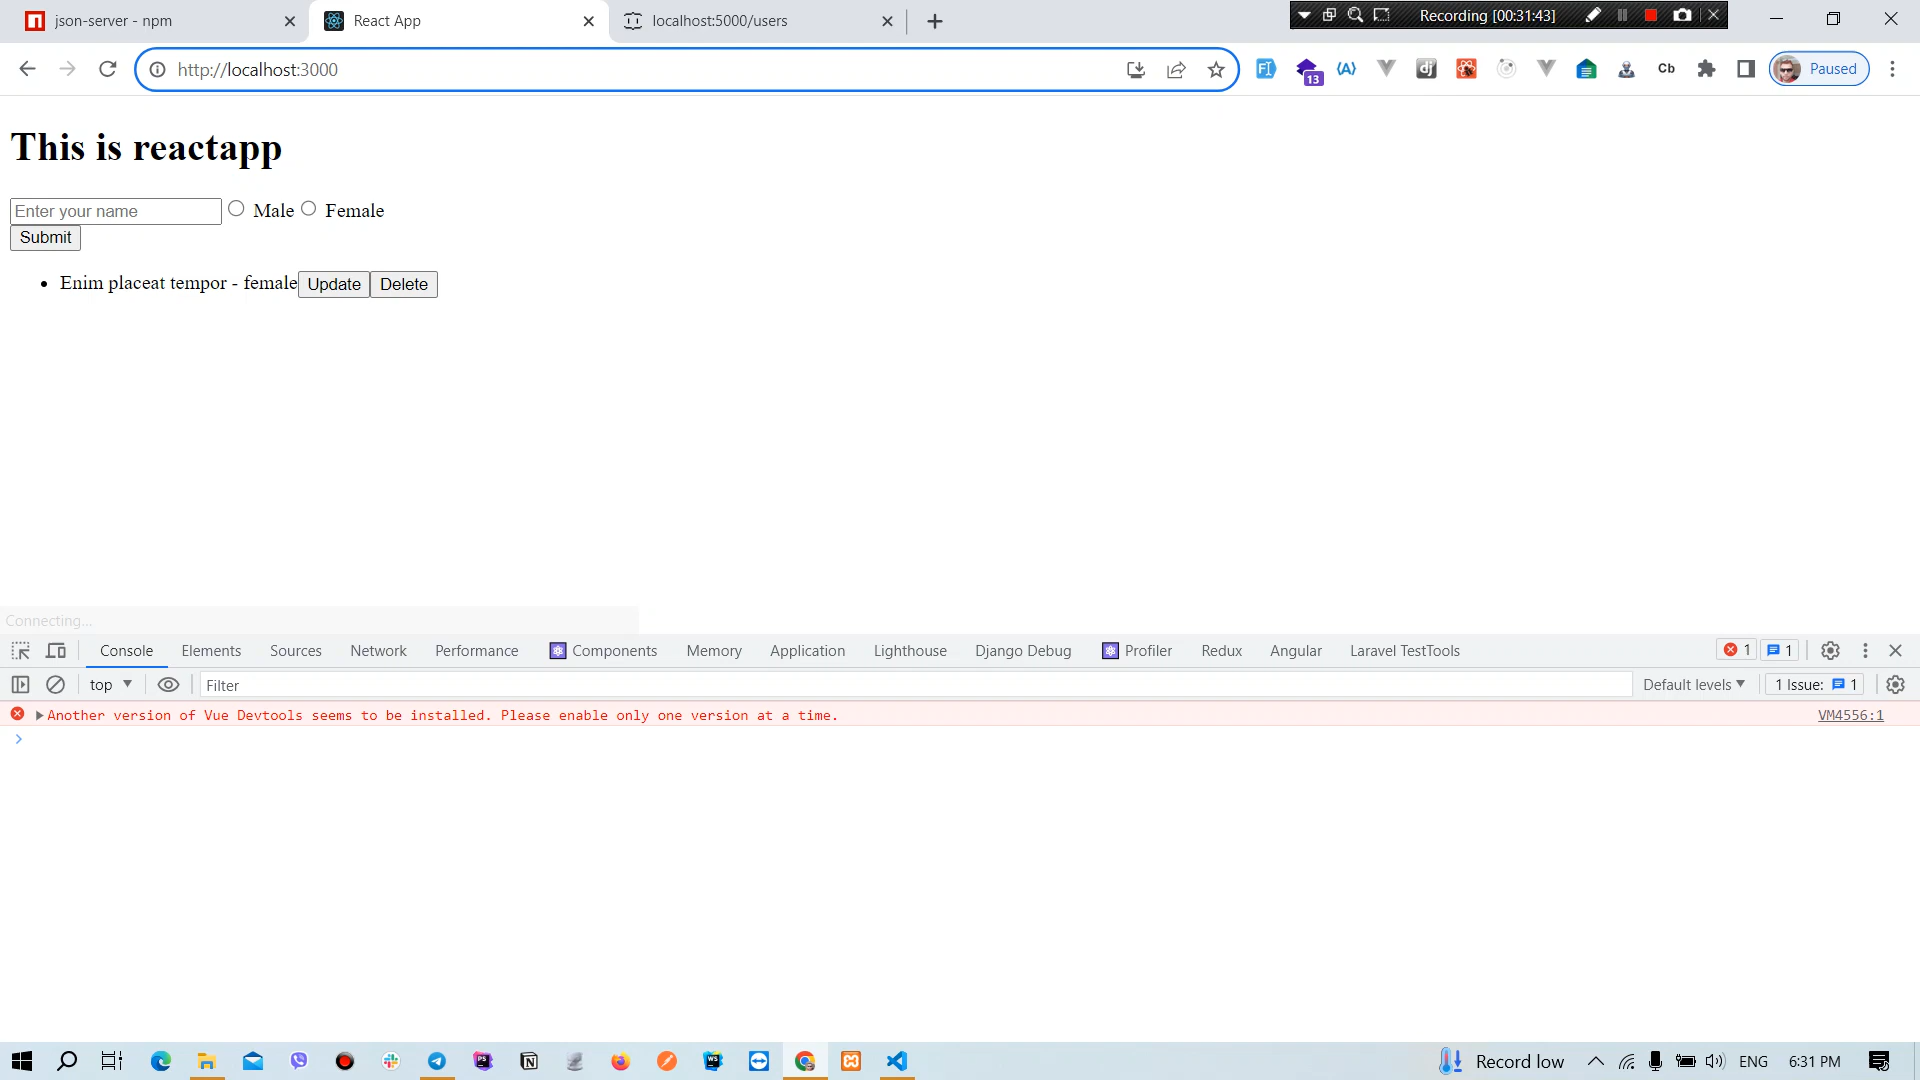 json-server - npm
React App
localhost:5000/users
Recording [00:31:43]
http://localhost:3000
13
Cb
Paused
This is reactapp
Enter your name
Male
Female
Submit
Enim placeat tempor - female
Update
Delete
Connecting...
Console
Elements
Sources
Network
Performance
Components
Memory
Application
Lighthouse
Django Debug
Profiler
Redux
Angular
Laravel TestTools
1
1
top
Filter
Default levels
1 Issue: 1
Another version of Vue Devtools seems to be installed. Please enable only one version at a time.
VM4556:1
Record low
ENG
6:31 PM